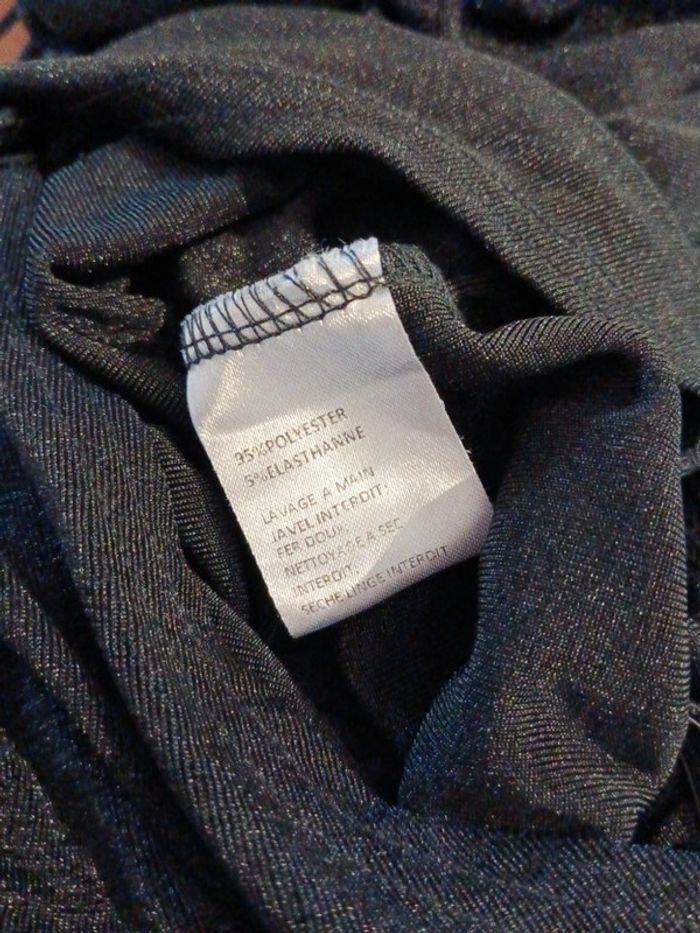 95%POLYESTER
5%ELASTHANNE
LAVAGE A MAIN
JAVEL INTERDIT.
FER DOUX.
NETTOYAGE A SEC
INTERDIT.
SECHE LINGE INTERDIT